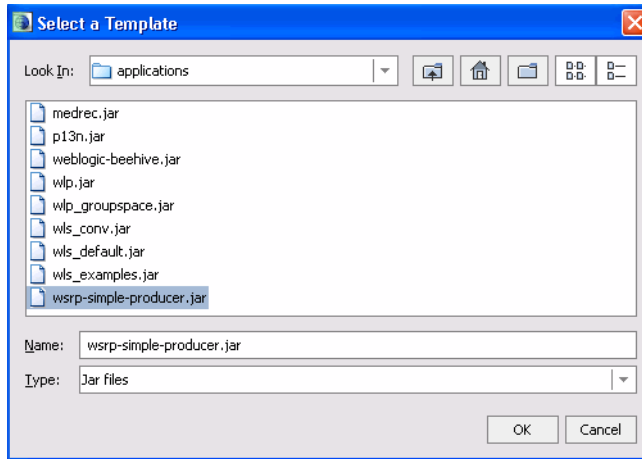 Select a Template
Look In: applications
medrec.jar
p13n.jar
weblogic-beehive.jar
wlp.jar
wlp_groupspace.jar
wls_conv.jar
wls_default.jar
wls_examples.jar
wsrp-simple-producer.jar
Name: wsrp-simple-producer.jar
Type: Jar files
OK Cancel